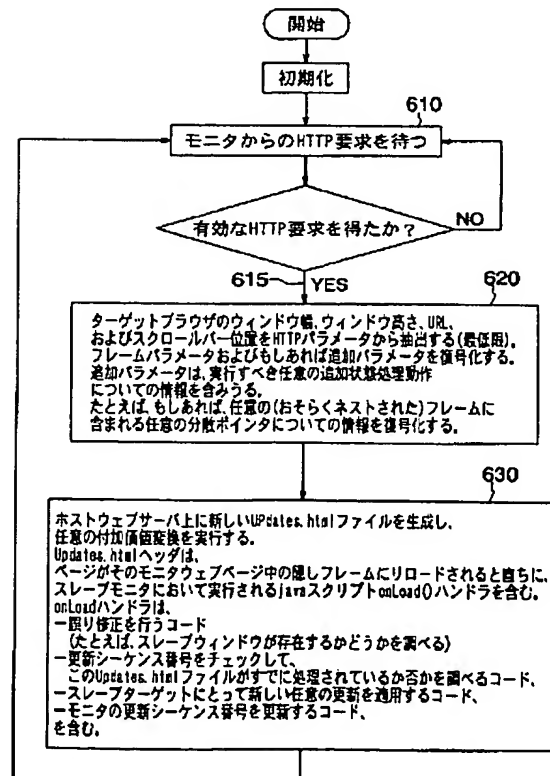 開始
初期化
610
モニタからのHTTP要求を待つ
有効なHTTP要求を得たか？
NO
615
YES
620
ターゲットブラウザのウィンドウ幅、ウィンドウ高さ、URL、
およびスクロールバー位置をHTTPパラメータから抽出する(最低限)。
フレームパラメータおよびもしあれば追加パラメータを復号化する。
追加パラメータは、実行すべき任意の追加状態処理動作
についての情報を含みうる。
たとえば、もしあれば、任意の(おそらくネストされた)フレームに
含まれる任意の分散ポインタについての情報を復号化する。
630
ホストウェブサーバ上に新しいUPdates.htmlファイルを生成し、
任意の付加価値変換を実行する。
Updates.htmlヘッダは、
ページがそのモニタウェブページ中の隠しフレームにリロードされると直ちに、
スレーブモニタにおいて実行されるjavaスクリプトonLoad()ハンドラを含む。
onLoadハンドラは、
ー誤り修正を行うコード
(たとえば、スレーブウィンドウが存在するかどうかを調べる)
ー更新シーケンス番号をチェックして、
このUpdates.htmlファイルがすでに処理されているか否かを調べるコード、
ースレーブターゲットにとって新しい任意の更新を適用するコード、
ーモニタの更新シーケンス番号を更新するコード、
を含む。